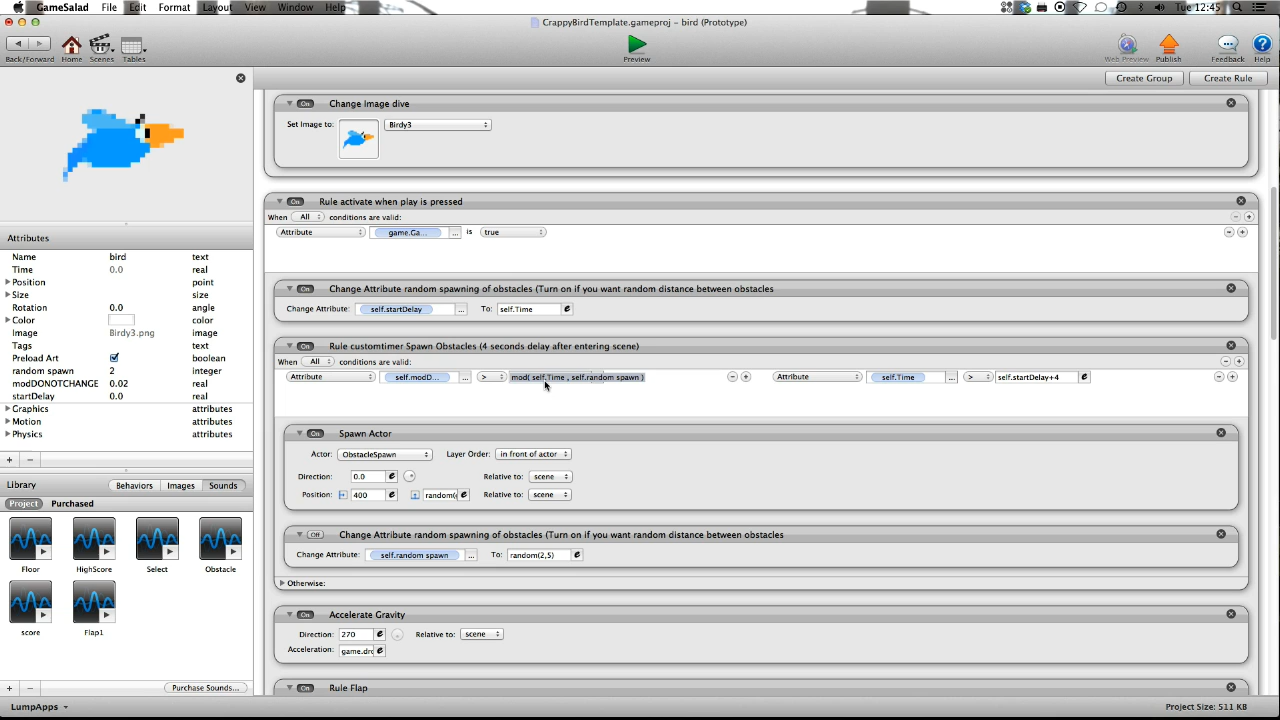 GameSalad File Edit Format Layout View Window Help Tue 12:45
CrappyBirdTemplate.gameproj – bird (Prototype)
Back/Forward Home Scenes Tables Preview Web Preview Publish Feedback Help
Create Group Create Rule
On Change Image dive
Set Image to: Birdy3
On Rule activate when play is pressed
When All conditions are valid:
Attribute game.Ga... ... is true
On Change Attribute random spawning of obstacles (Turn on if you want random distance between obstacles
Change Attribute: self.startDelay ... To: self.Time e
On Rule customtimer Spawn Obstacles (4 seconds delay after entering scene)
When All conditions are valid:
Attribute self.modD... ... > mod( self.Time , self.random spawn ) Attribute self.Time ... > self.startDelay+4 e
On Spawn Actor
Actor: ObstacleSpawn Layer Order: in front of actor
Direction: 0.0 e Relative to: scene
Position: 400 e random( e Relative to: scene
Off Change Attribute random spawning of obstacles (Turn on if you want random distance between obstacles
Change Attribute: self.random spawn ... To: random(2,5) e
Otherwise:
On Accelerate Gravity
Direction: 270 e Relative to: scene
Acceleration: game.dr e
On Rule Flap
Attributes
Name bird text
Time 0.0 real
Position point
Size size
Rotation 0.0 angle
Color color
Image Birdy3.png image
Tags text
Preload Art boolean
random spawn 2 integer
modDONOTCHANGE 0.02 real
startDelay 0.0 real
Graphics attributes
Motion attributes
Physics attributes
Library Behaviors Images Sounds
Project Purchased
Floor HighScore Select Obstacle
score Flap1
Purchase Sounds...
LumpApps Project Size: 511 KB